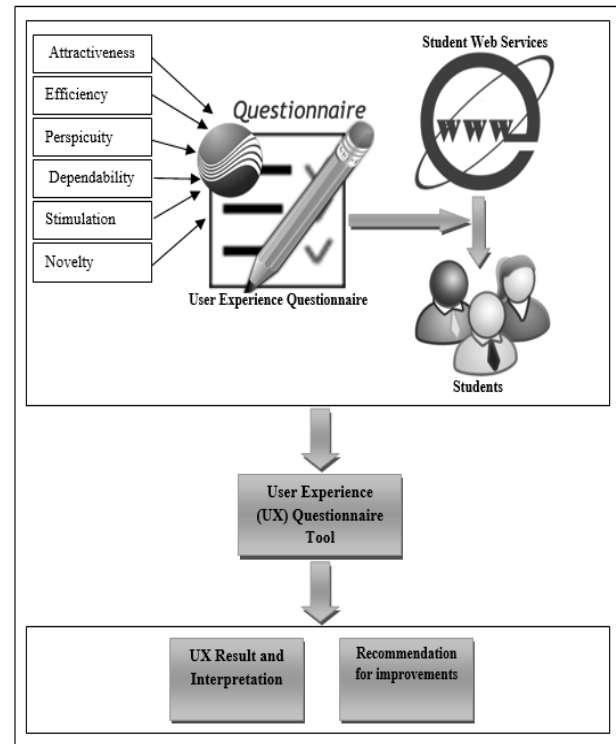 Attractiveness
Efficiency
Perspicuity
Dependability
Stimulation
Novelty
Questionnaire
User Experience Questionnaire
Student Web Services
WWW
Students
User Experience
(UX) Questionnaire
Tool
UX Result and
Interpretation
Recommendation
for improvements